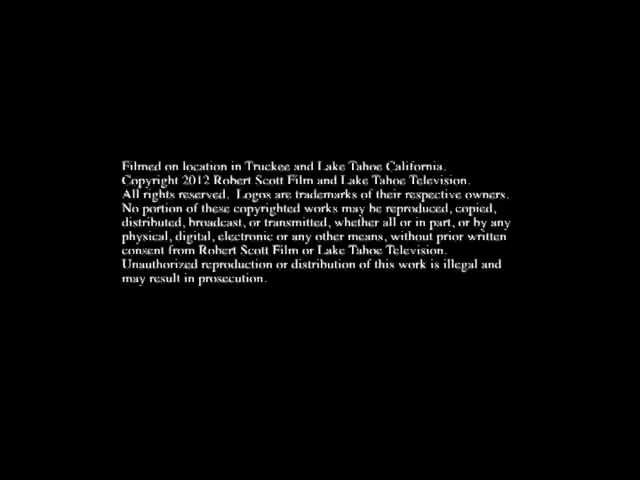 Filmed on location in Truckee and Lake Tahoe California.
Copyright 2012 Robert Scott Film and Lake Tahoe Television.
All rights reserved. Logos are trademarks of their respective owners.
No portion of these copyrighted works may be reproduced, copied,
distributed, broadcast, or transmitted, whether all or in part, or by any
physical, digital, electronic or any other means, without prior written
consent from Robert Scott Film or Lake Tahoe Television.
Unauthorized reproduction or distribution of this work is illegal and
may result in prosecution.